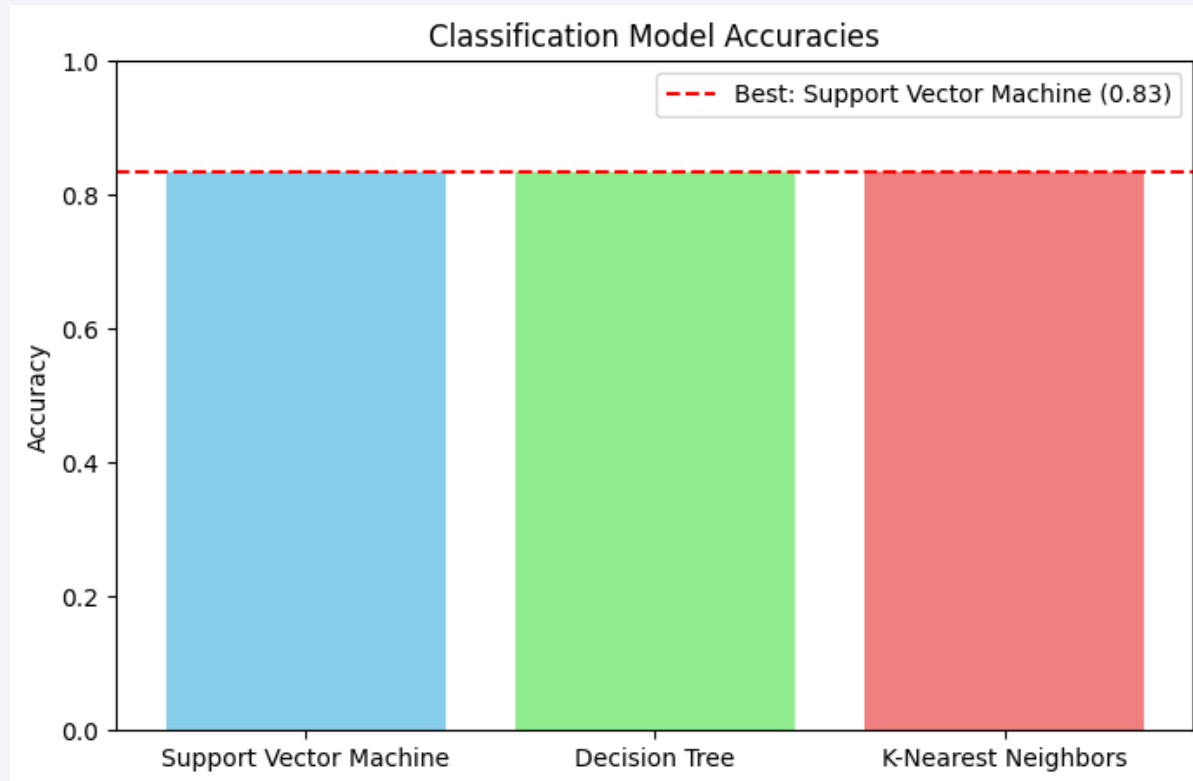 Classification Model Accuracies
Best: Support Vector Machine (0.83)
1.0
0.8
0.6
0.4
0.2
0.0
Accuracy
Support Vector Machine
Decision Tree
K-Nearest Neighbors